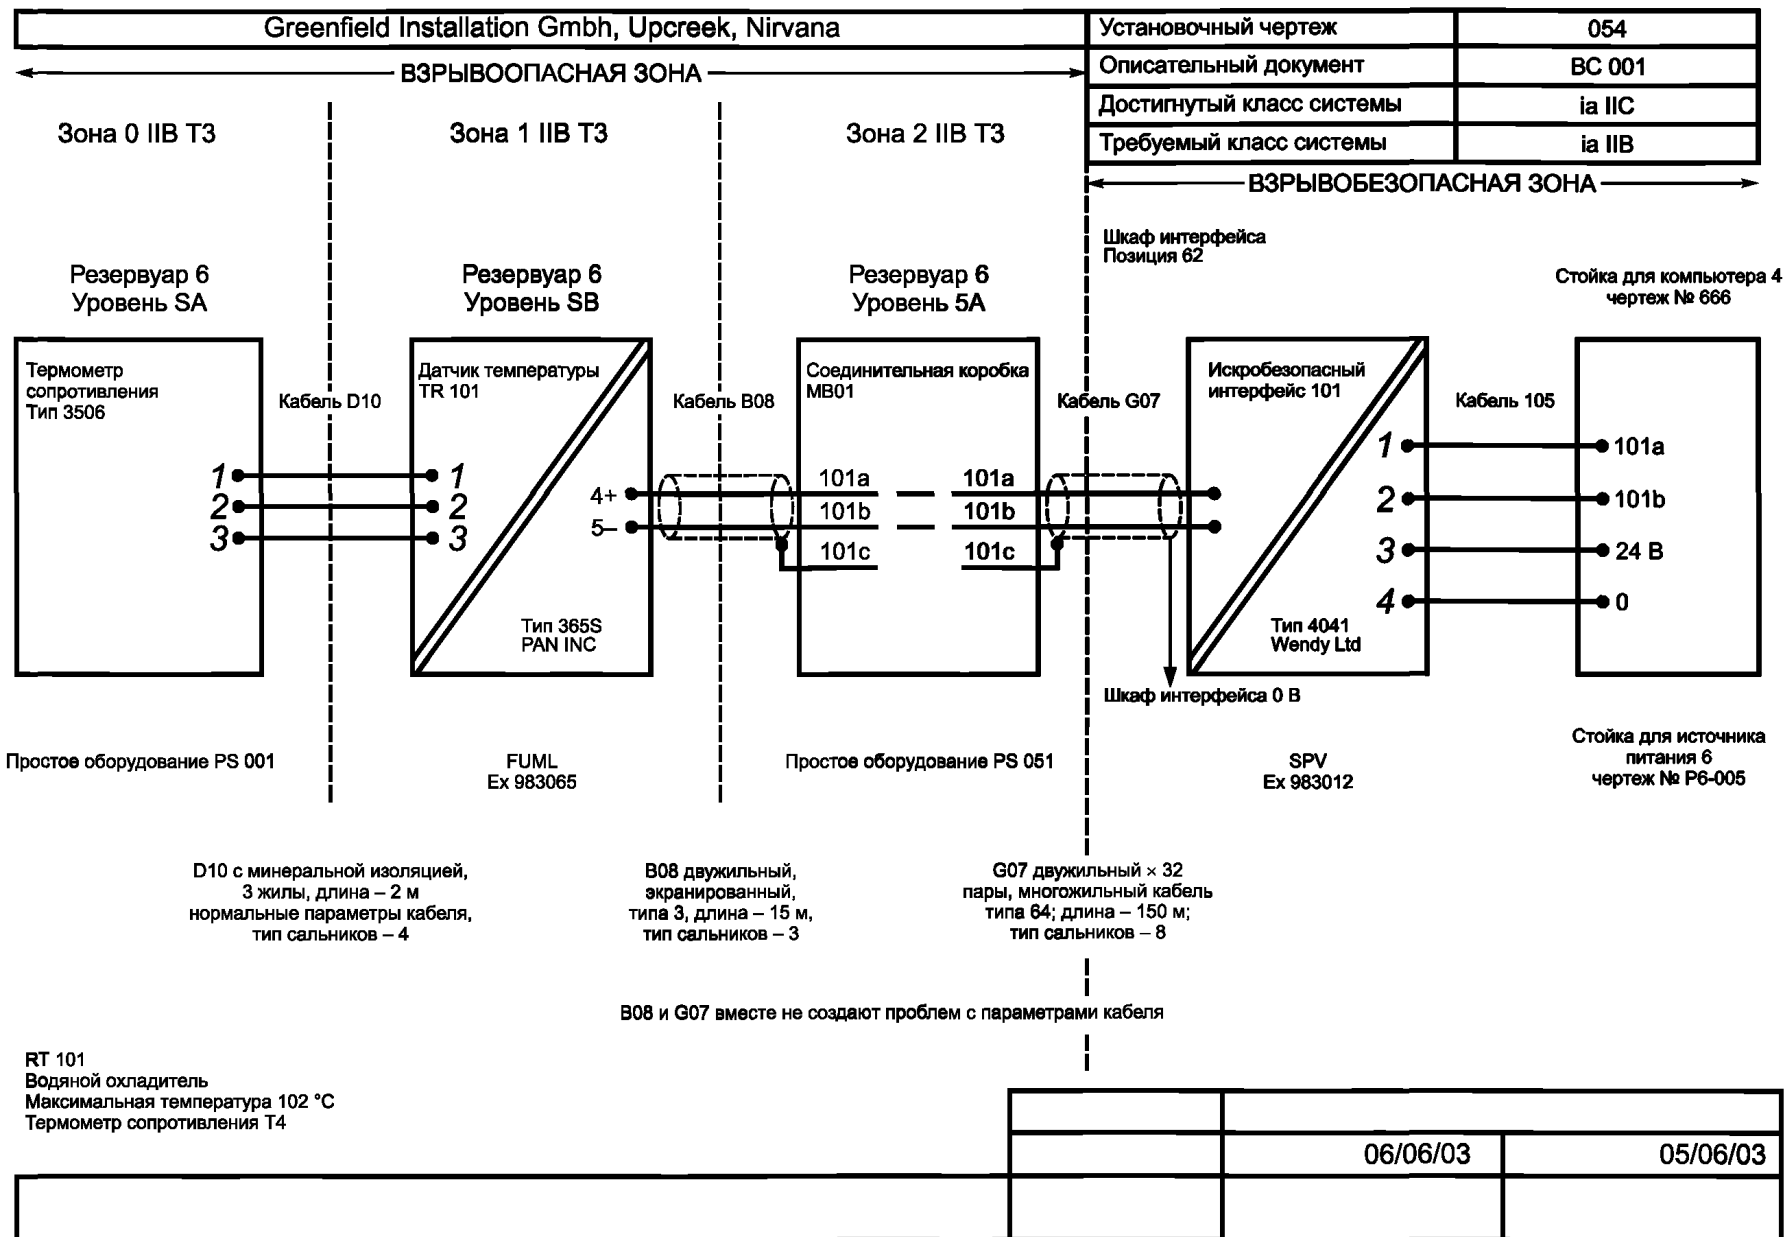 Greenfield Installation Gmbh, Upcreek, Nirvana
Установочный чертеж 054
Описательный документ BC 001
Достигнутый класс системы ia IIC
Требуемый класс системы ia IIB
ВЗРЫВООПАСНАЯ ЗОНА
ВЗРЫВОБЕЗОПАСНАЯ ЗОНА
Зона 0 IIB T3
Зона 1 IIB T3
Зона 2 IIB T3
Шкаф интерфейса
Позиция 62
Резервуар 6
Уровень SA
Резервуар 6
Уровень SB
Резервуар 6
Уровень 5A
Стойка для компьютера 4
чертеж № 666
Термометр
сопротивления
Тип 3506
1
2
3
Кабель D10
Датчик температуры
TR 101
1
2
3
4+
5–
Тип 365S
PAN INC
Кабель B08
Соединительная коробка
MB01
101a 101a
101b 101b
101c 101c
Кабель G07
Искробезопасный
интерфейс 101
1
2
3
4
Тип 4041
Wendy Ltd
Кабель 105
101a
101b
24 В
0
Шкаф интерфейса 0 В
Простое оборудование PS 001
FUML
Ex 983065
Простое оборудование PS 051
SPV
Ex 983012
Стойка для источника
питания 6
чертеж № P6-005
D10 с минеральной изоляцией,
3 жилы, длина – 2 м
нормальные параметры кабеля,
тип сальников – 4
B08 двужильный,
экранированный,
типа 3, длина – 15 м,
тип сальников – 3
G07 двужильный × 32
пары, многожильный кабель
типа 64; длина – 150 м;
тип сальников – 8
B08 и G07 вместе не создают проблем с параметрами кабеля
RT 101
Водяной охладитель
Максимальная температура 102 °C
Термометр сопротивления T4
06/06/03 05/06/03